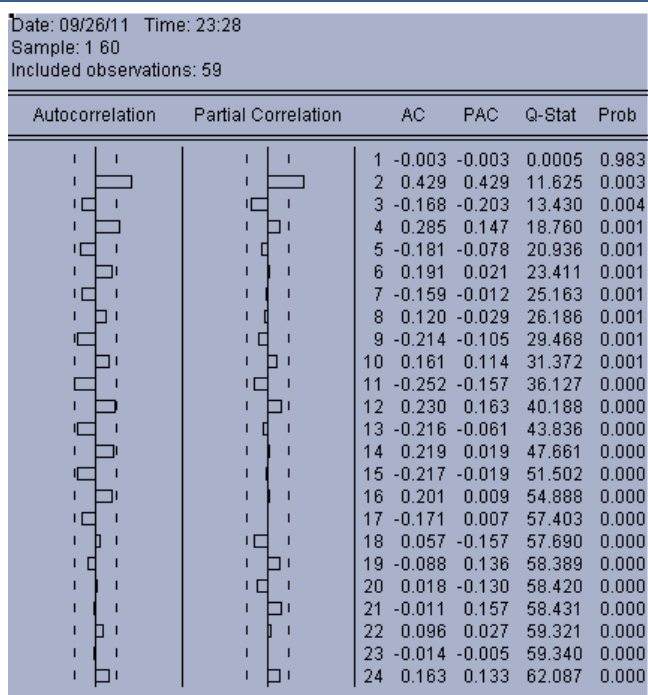 Date: 09/26/11 Time: 23:28
Sample: 1 60
Included observations: 59
Autocorrelation Partial Correlation AC PAC Q-Stat Prob
1 -0.003 -0.003 0.0005 0.983
2 0.429 0.429 11.625 0.003
3 -0.168 -0.203 13.430 0.004
4 0.285 0.147 18.760 0.001
5 -0.181 -0.078 20.936 0.001
6 0.191 0.021 23.411 0.001
7 -0.159 -0.012 25.163 0.001
8 0.120 -0.029 26.186 0.001
9 -0.214 -0.105 29.468 0.001
10 0.161 0.114 31.372 0.001
11 -0.252 -0.157 36.127 0.000
12 0.230 0.163 40.188 0.000
13 -0.216 -0.061 43.836 0.000
14 0.219 0.019 47.661 0.000
15 -0.217 -0.019 51.502 0.000
16 0.201 0.009 54.888 0.000
17 -0.171 0.007 57.403 0.000
18 0.057 -0.157 57.690 0.000
19 -0.088 0.136 58.389 0.000
20 0.018 -0.130 58.420 0.000
21 -0.011 0.157 58.431 0.000
22 0.096 0.027 59.321 0.000
23 -0.014 -0.005 59.340 0.000
24 0.163 0.133 62.087 0.000